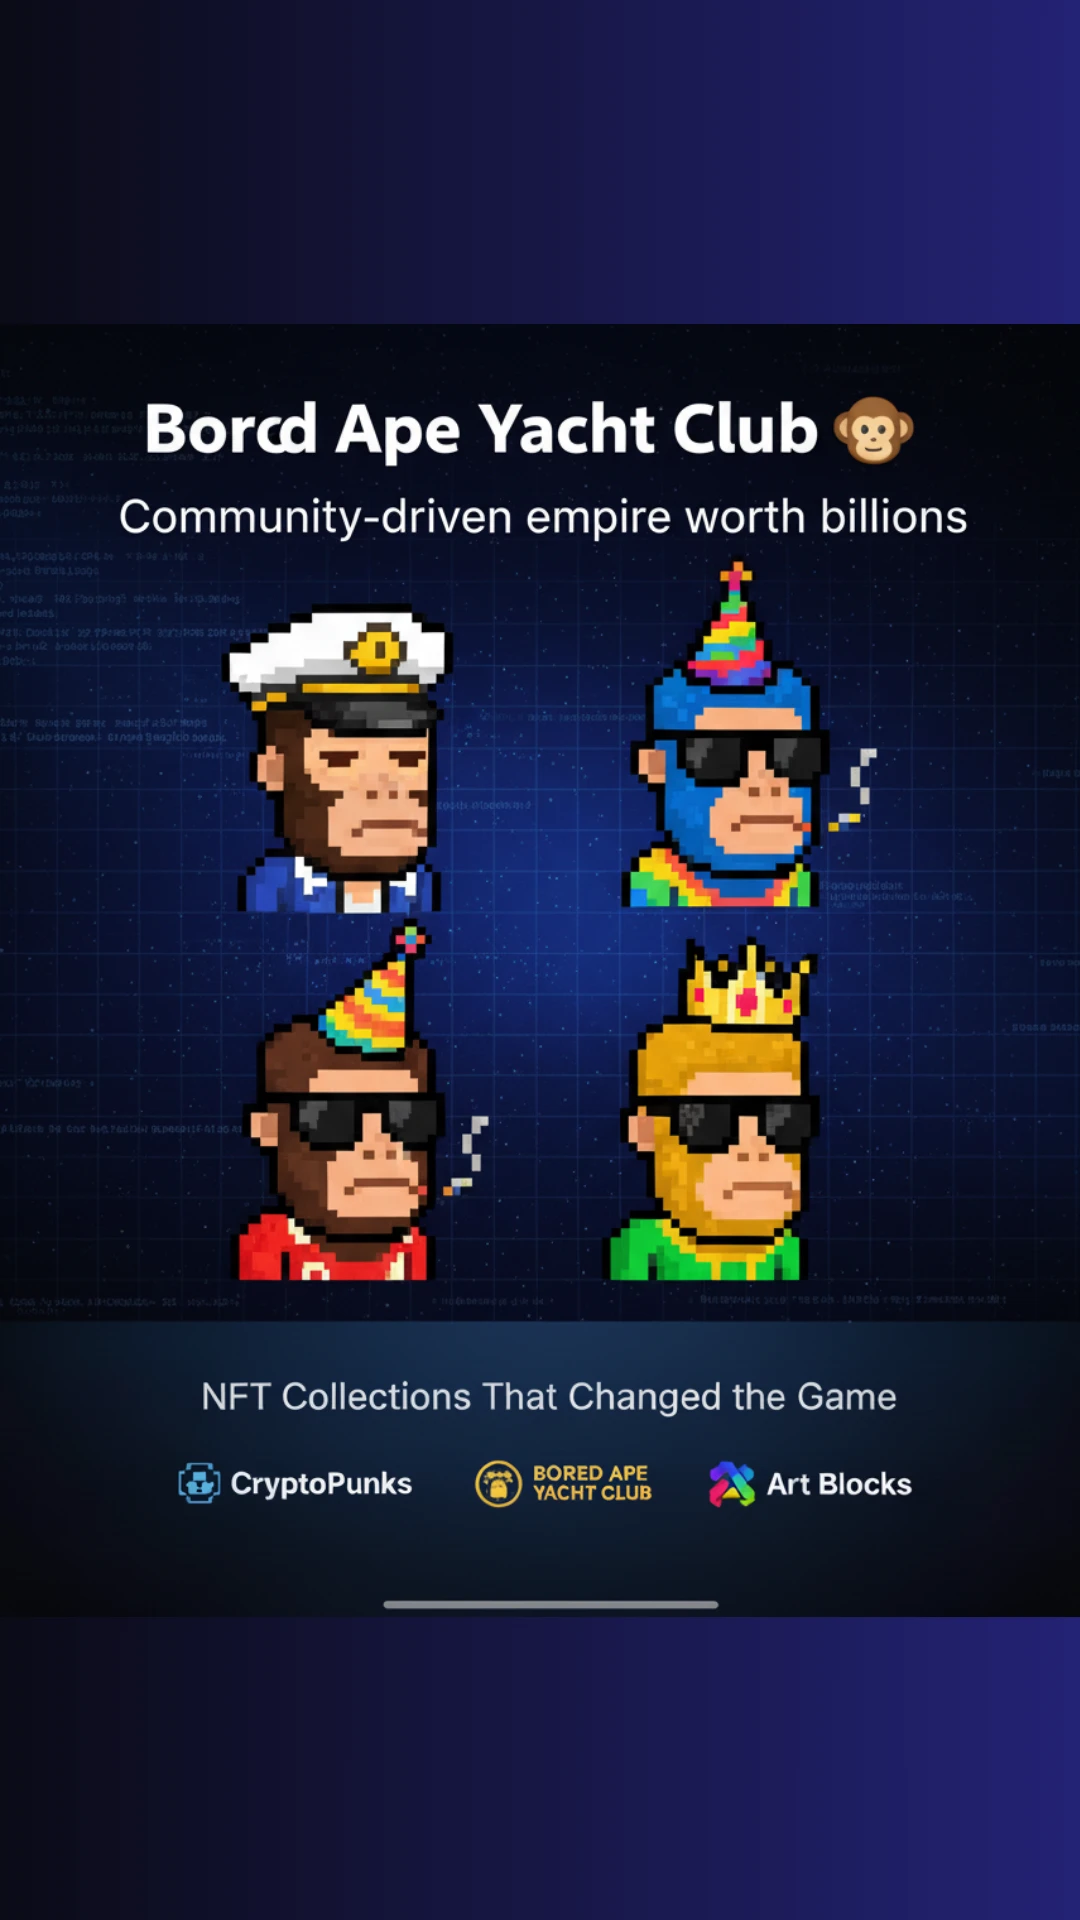 Borcd Ape Yacht Club
Community-driven empire worth billions
NFT Collections That Changed the Game
CryptoPunks
BORED APE
YACHT CLUB
Art Blocks